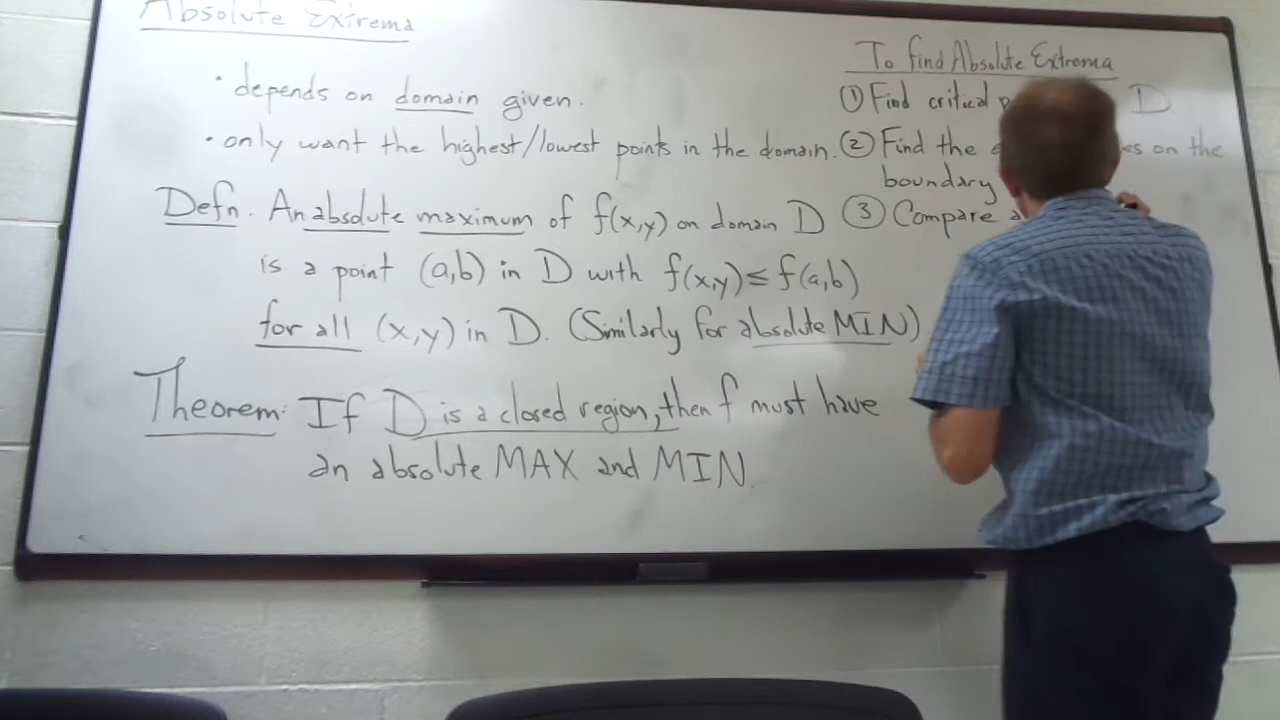 Absolute Extrema
• depends on domain given.
• only want the highest/lowest points in the domain.
Defn. An absolute maximum of f(x,y) on domain D
is a point (a,b) in D with f(x,y) ≤ f(a,b)
for all (x,y) in D. (Similarly for absolute MIN)
Theorem: If D is a closed region, then f must have
an absolute MAX and MIN.
To find Absolute Extrema
① Find critical D
② Find the on the
boundary
③ Compare